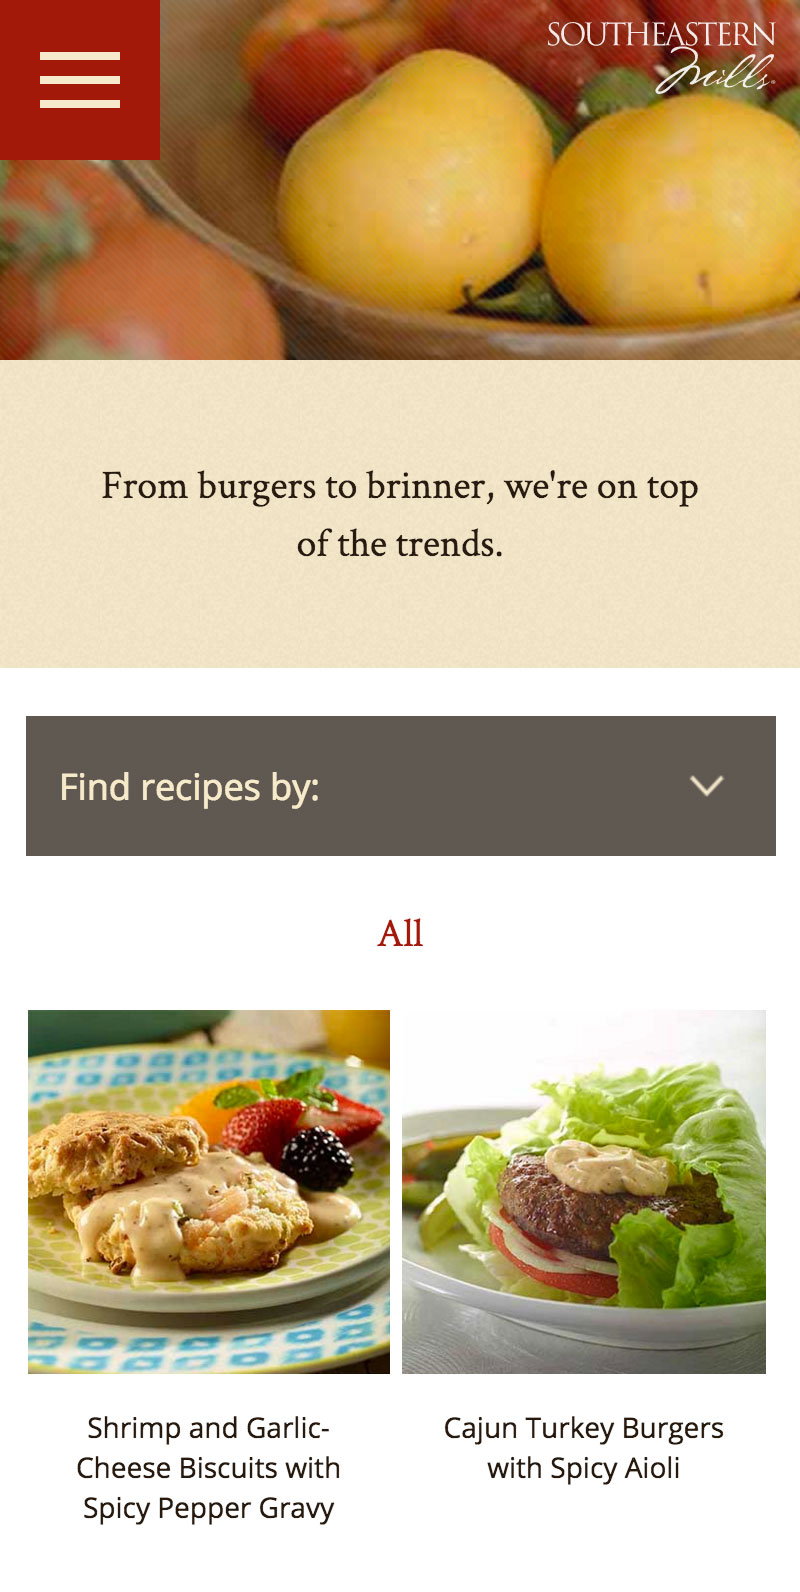 SOUTHEASTERN
Mills®
From burgers to brinner, we're on top
of the trends.
Find recipes by:
All
Shrimp and Garlic-
Cheese Biscuits with
Spicy Pepper Gravy
Cajun Turkey Burgers
with Spicy Aioli